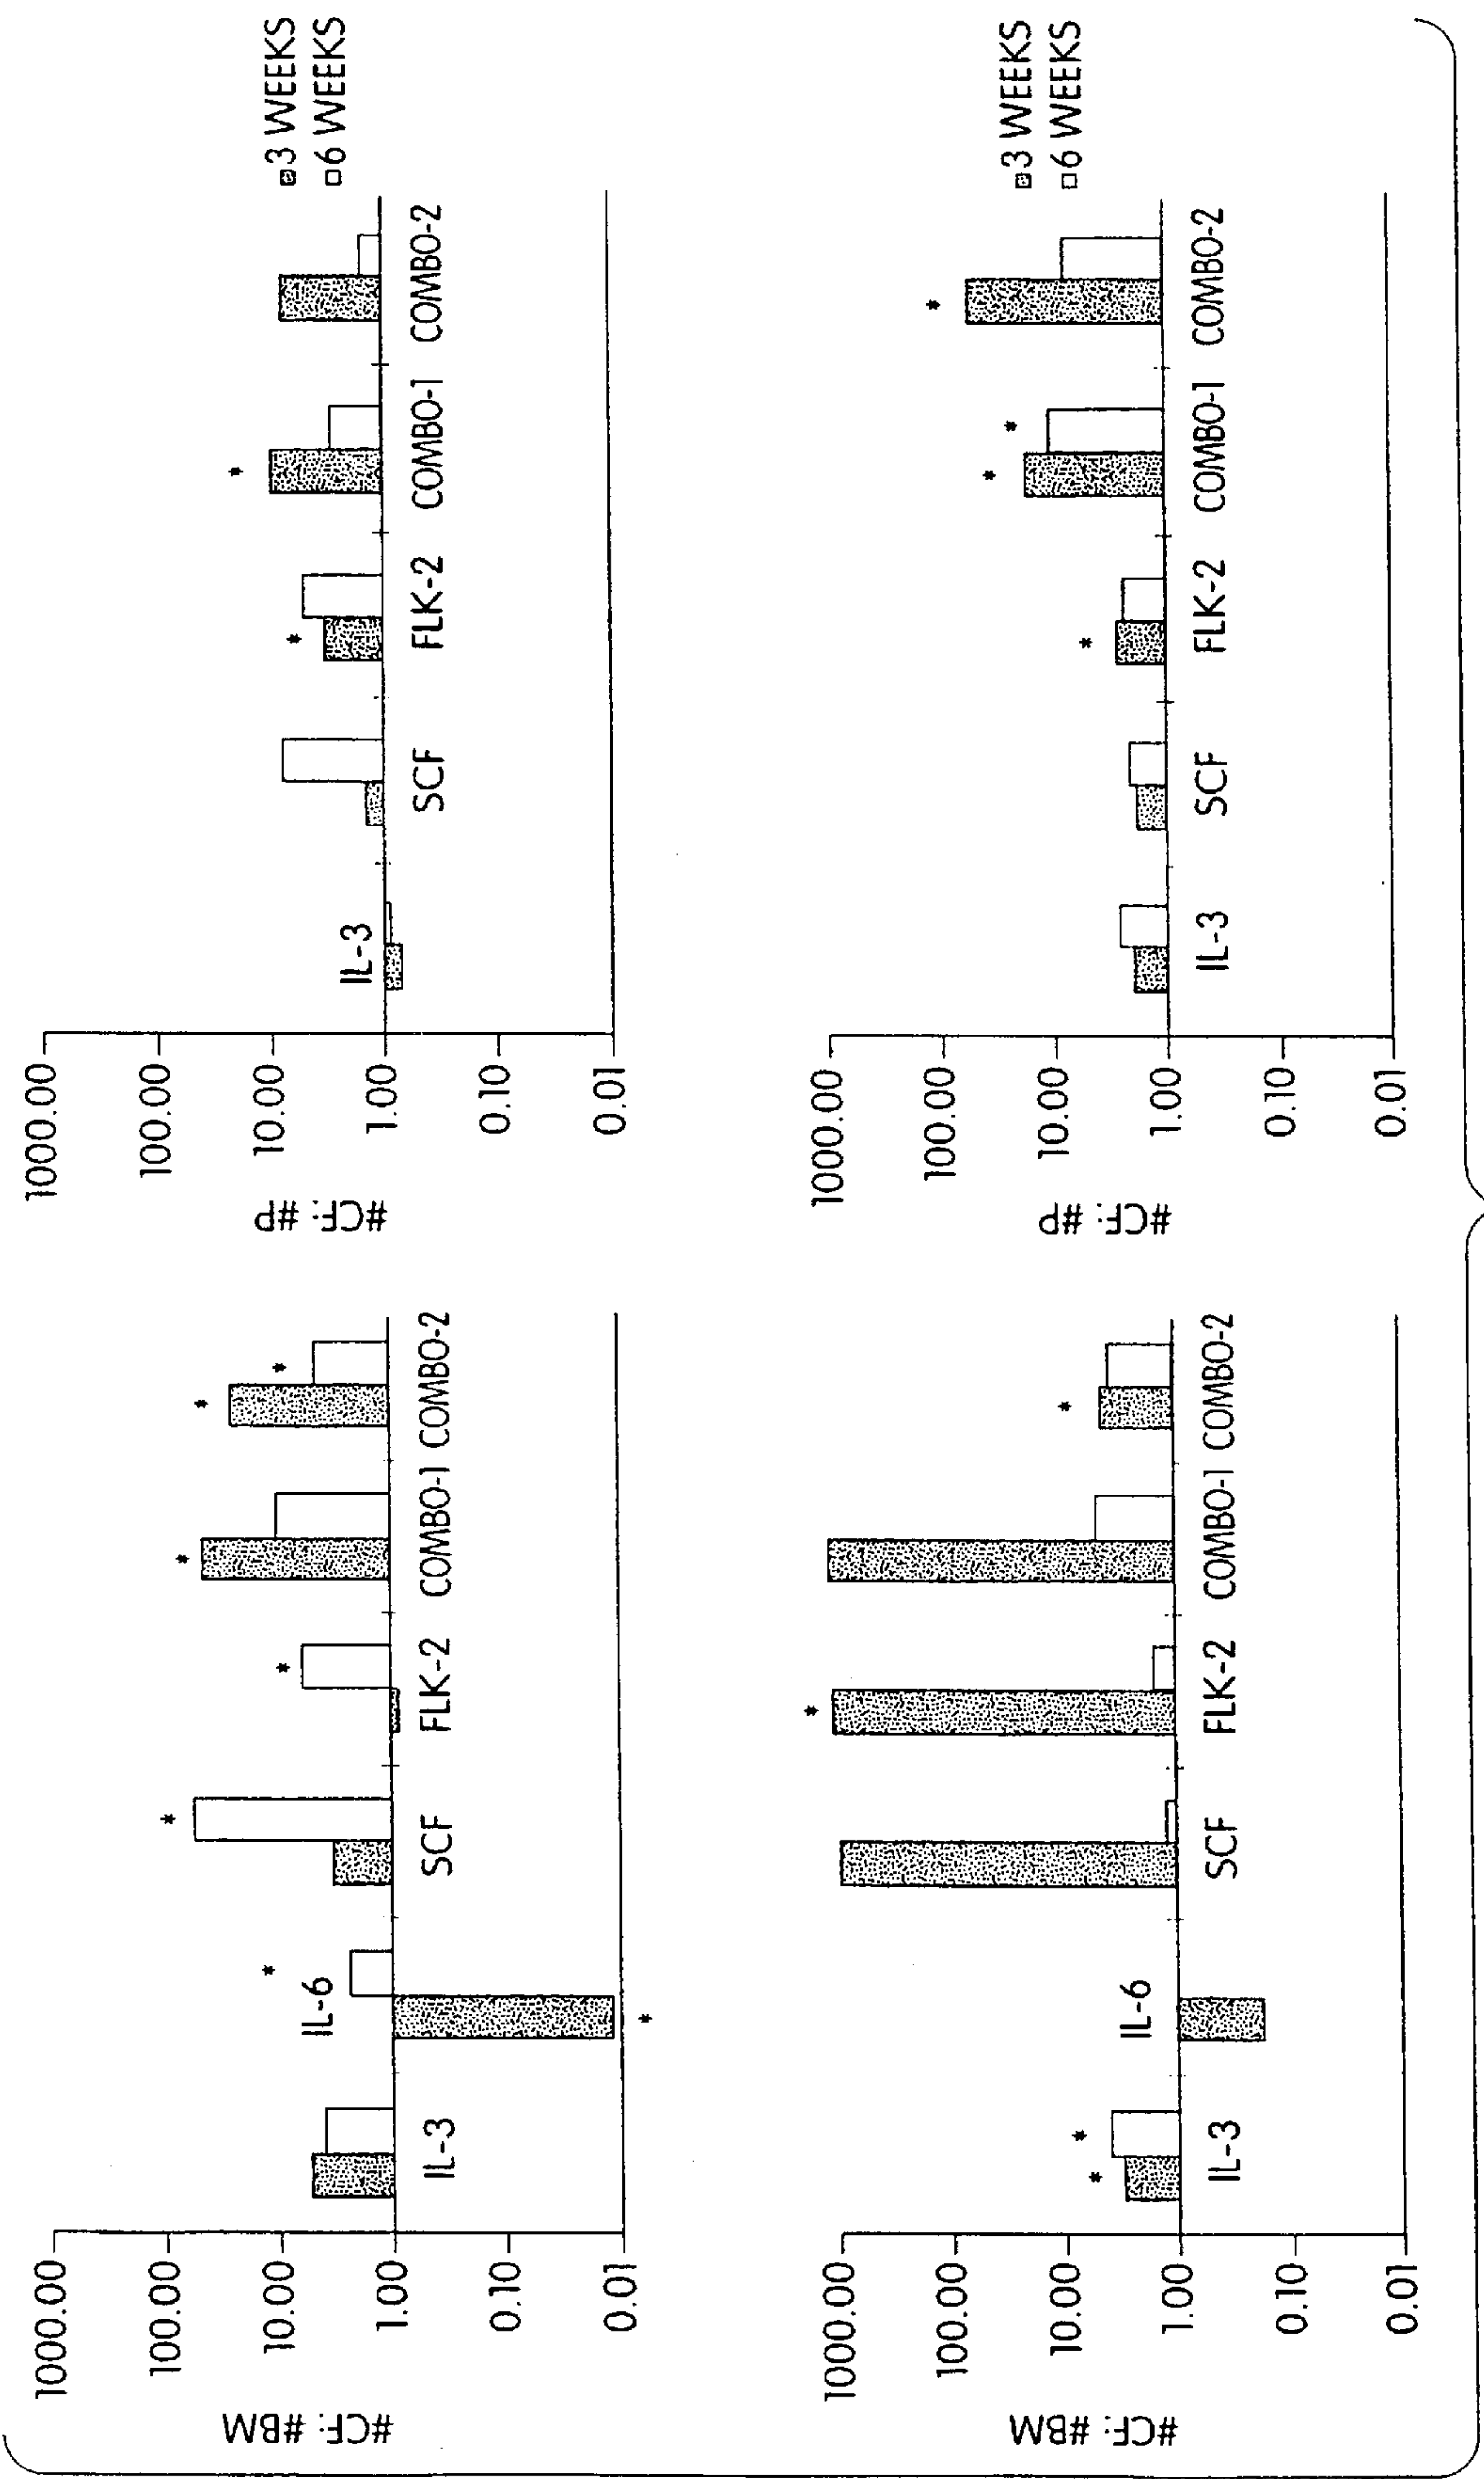 #CF: #BM
1000.00
100.00
10.00
1.00
0.10
0.01
IL-3
IL-6
SCF
FLK-2
COMBO-1
COMBO-2
*
*
*
*
*
*
*
#CF: #P
1000.00
100.00
10.00
1.00
0.10
0.01
IL-3
SCF
FLK-2
COMBO-1
COMBO-2
*
*
3 WEEKS
6 WEEKS
#CF: #BM
1000.00
100.00
10.00
1.00
0.10
0.01
IL-3
IL-6
SCF
FLK-2
COMBO-1
COMBO-2
*
*
*
*
#CF: #P
1000.00
100.00
10.00
1.00
0.10
0.01
IL-3
SCF
FLK-2
COMBO-1
COMBO-2
*
*
*
*
3 WEEKS
6 WEEKS